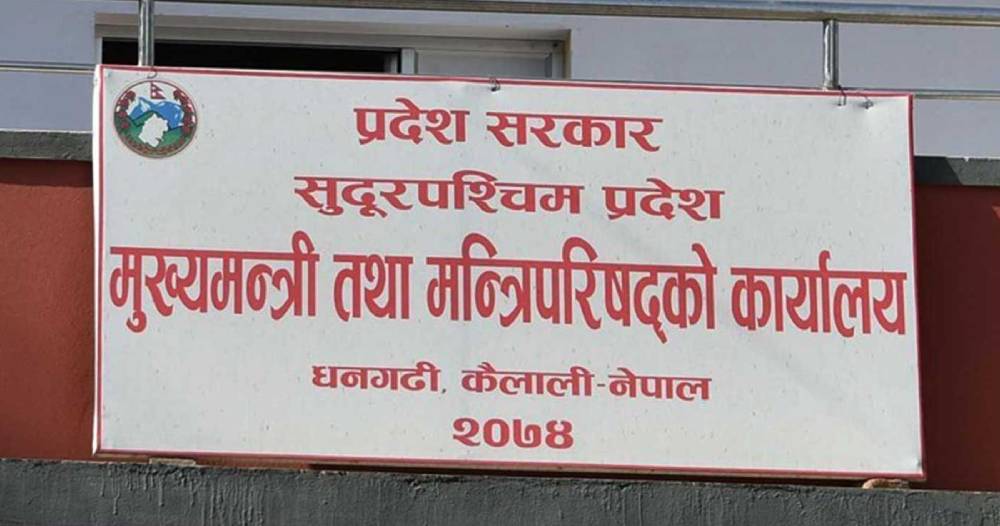 प्रदेश सरकार
सुदूरपश्चिम प्रदेश
मुख्यमन्त्री तथा मन्त्रिपरिषद्को कार्यालय
धनगढी, कैलाली-नेपाल
२०७४